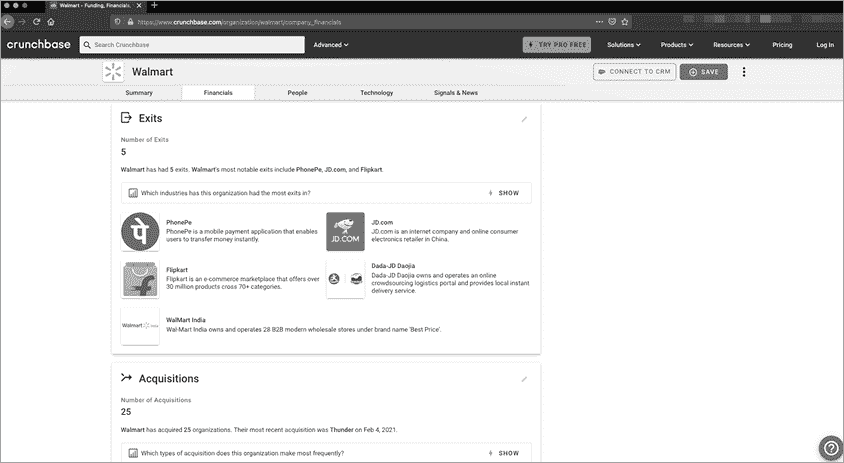 Walmart - Funding, Financials,
https://www.crunchbase.com/organization/walmart/company_financials
crunchbase
Search Crunchbase
Advanced
TRY PRO FREE
Solutions
Products
Resources
Pricing
Log In
Walmart
CONNECT TO CRM
SAVE
Summary
Financials
People
Technology
Signals & News
Exits
Number of Exits
5
Walmart has had 5 exits. Walmart's most notable exits include PhonePe, JD.com, and Flipkart.
Which industries has this organization had the most exits in?
SHOW
पे
PhonePe
PhonePe is a mobile payment application that enables
users to transfer money instantly.
JD.COM
JD.com
JD.com is an internet company and online consumer
electronics retailer in China.
Flipkart
Flipkart is an e-commerce marketplace that offers over
30 million products cross 70+ categories.
Dada-JD Daojia
Dada-JD Daojia owns and operates an online
crowdsourcing logistics portal and provides local instant
delivery service.
Walmart
WalMart India
Wal-Mart India owns and operates 28 B2B modern wholesale stores under brand name 'Best Price'.
Acquisitions
Number of Acquisitions
25
Walmart has acquired 25 organizations. Their most recent acquisition was Thunder on Feb 4, 2021.
Which types of acquisition does this organization make most frequently?
SHOW